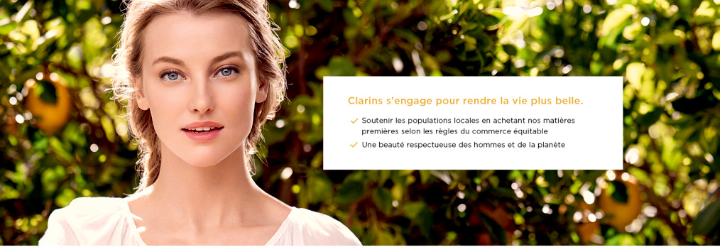 Clarins s'engage pour rendre la vie plus belle.
Soutenir les populations locales en achetant nos matières
premières selon les règles du commerce équitable
Une beauté respectueuse des hommes et de la planète